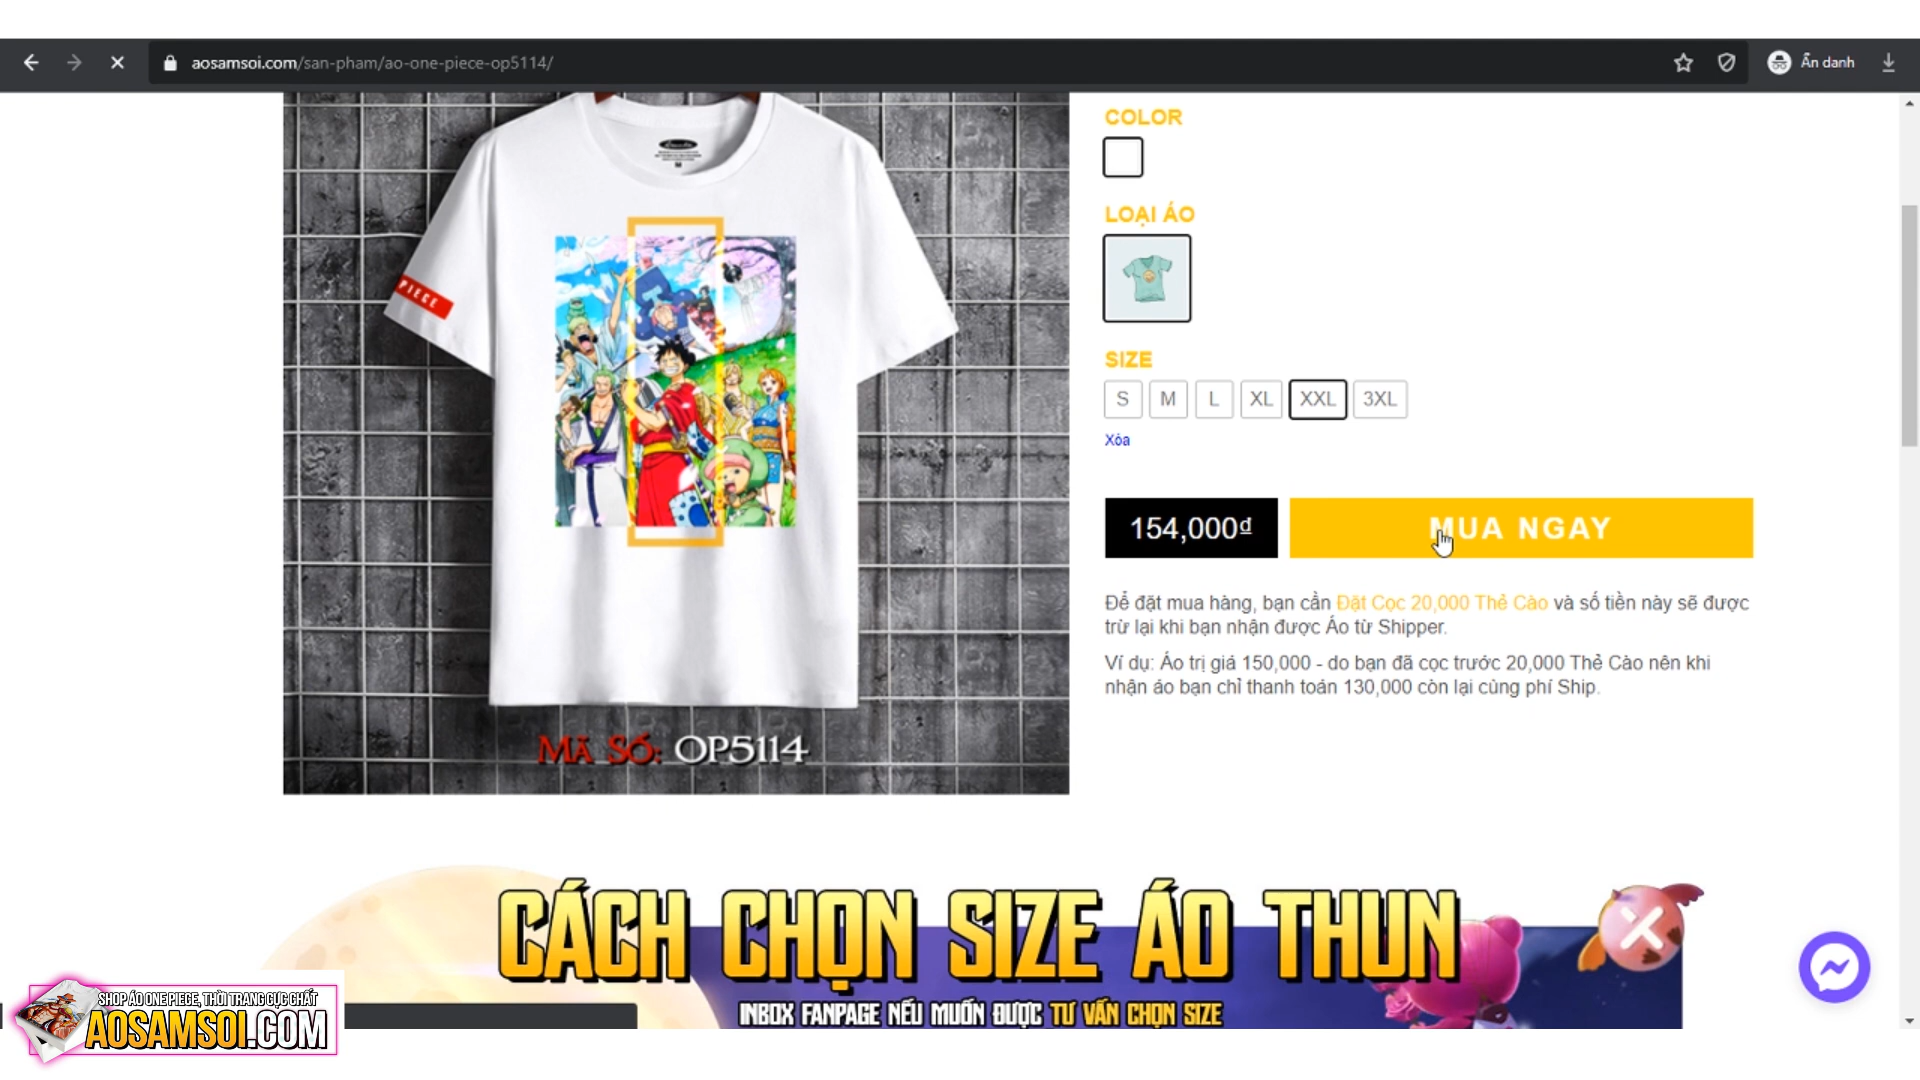 aosamsoi.com/san-pham/ao-one-piece-op5114/
Ẩn danh
COLOR
LOẠI ÁO
SIZE
S M L XL XXL 3XL
Xóa
154,000₫
MUA NGAY
Để đặt mua hàng, bạn cần Đặt Cọc 20,000 Thẻ Cào và số tiền này sẽ được
trừ lại khi bạn nhận được Áo từ Shipper.
Ví dụ: Áo trị giá 150,000 - do bạn đã cọc trước 20,000 Thẻ Cào nên khi
nhận áo bạn chỉ thanh toán 130,000 còn lại cùng phí Ship.
PIECE
MÃ SỐ: OP5114
CÁCH CHỌN SIZE ÁO THUN
INBOX FANPAGE NẾU MUỐN ĐƯỢC TƯ VẤN CHỌN SIZE
SHOP ÁO ONE PIECE, THỜI TRANG CỰC CHẤT
AOSAMSOI.COM